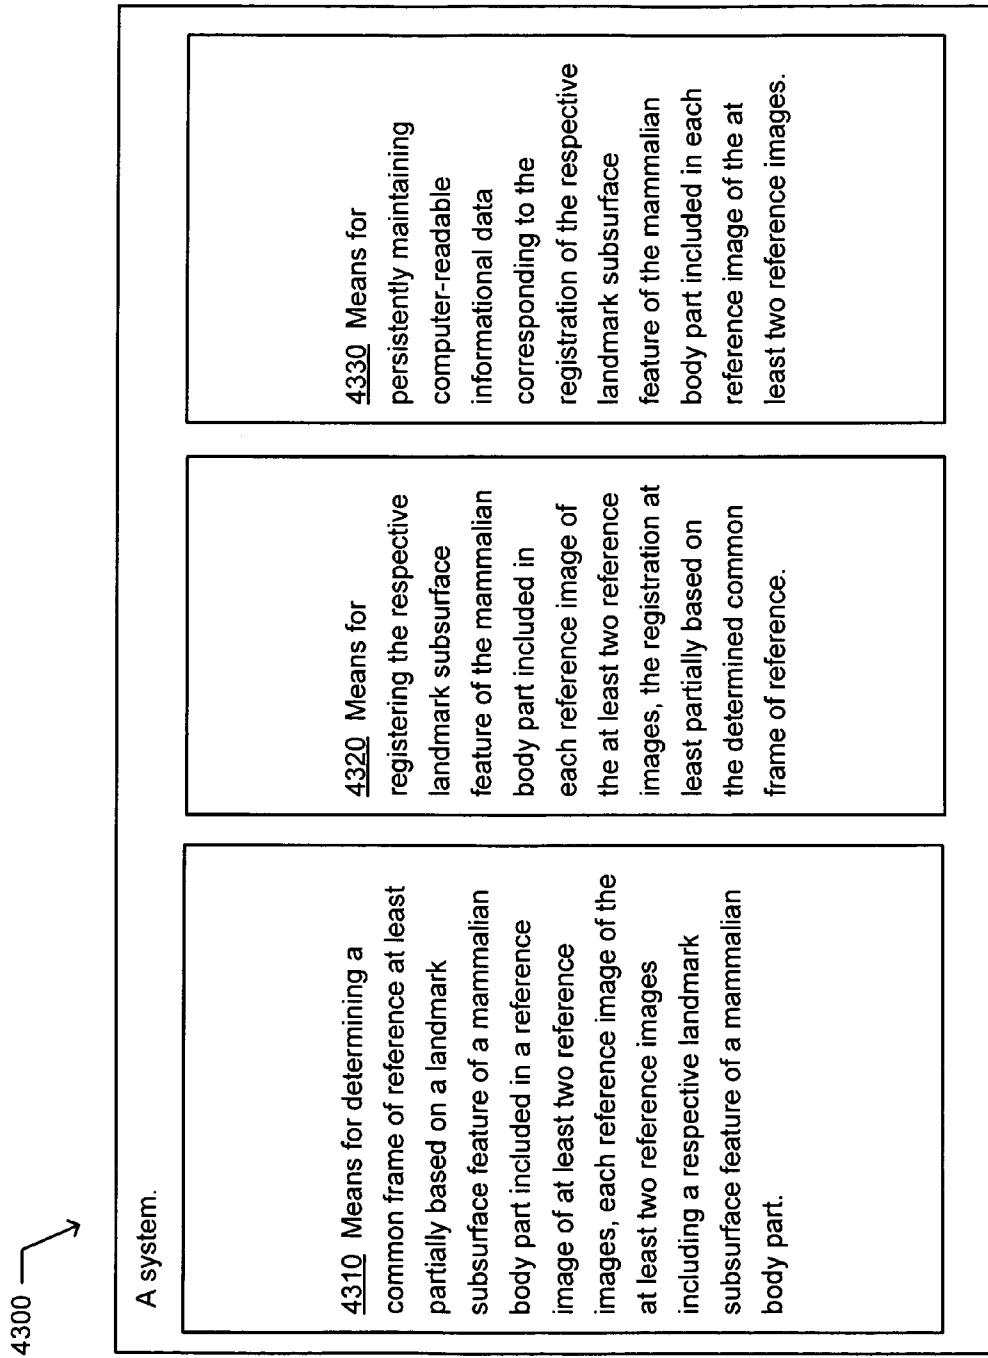 4300
A system.
4310 Means for determining a
common frame of reference at least
partially based on a landmark
subsurface feature of a mammalian
body part included in a reference
image of at least two reference
images, each reference image of the
at least two reference images
including a respective landmark
subsurface feature of a mammalian
body part.
4320 Means for
registering the respective
landmark subsurface
feature of the mammalian
body part included in
each reference image of
the at least two reference
images, the registration at
least partially based on
the determined common
frame of reference.
4330 Means for
persistently maintaining
computer-readable
informational data
corresponding to the
registration of the respective
landmark subsurface
feature of the mammalian
body part included in each
reference image of the at
least two reference images.